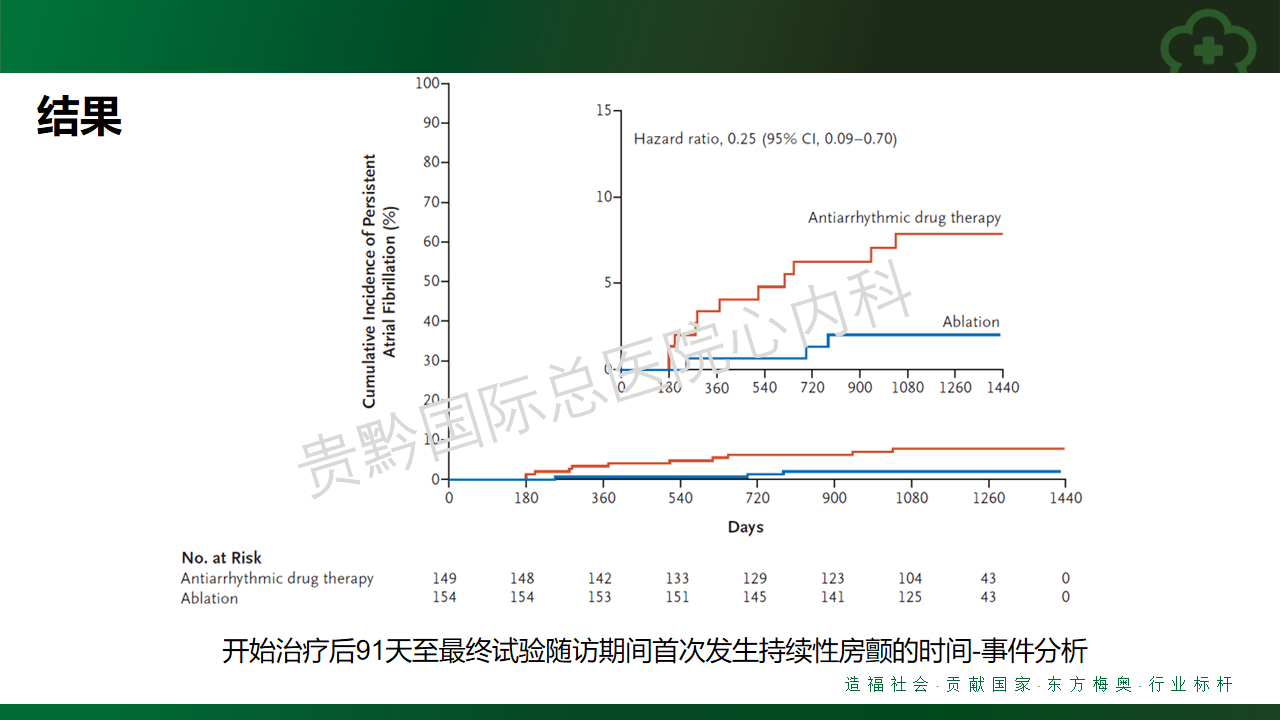 结果
Cumulative Incidence of Persistent
Atrial Fibrillation (%)
100
90
80
70
60
50
40
30
20
10
0
0 180 360 540 720 900 1080 1260 1440
Days
15
10
5
0
0 180 360 540 720 900 1080 1260 1440
Hazard ratio, 0.25 (95% CI, 0.09–0.70)
Antiarrhythmic drug therapy
Ablation
贵黔国际总医院心内科
No. at Risk
Antiarrhythmic drug therapy 149 148 142 133 129 123 104 43 0
Ablation 154 154 153 151 145 141 125 43 0
开始治疗后91天至最终试验随访期间首次发生持续性房颤的时间-事件分析
造福社会·贡献国家·东方梅奥·行业标杆